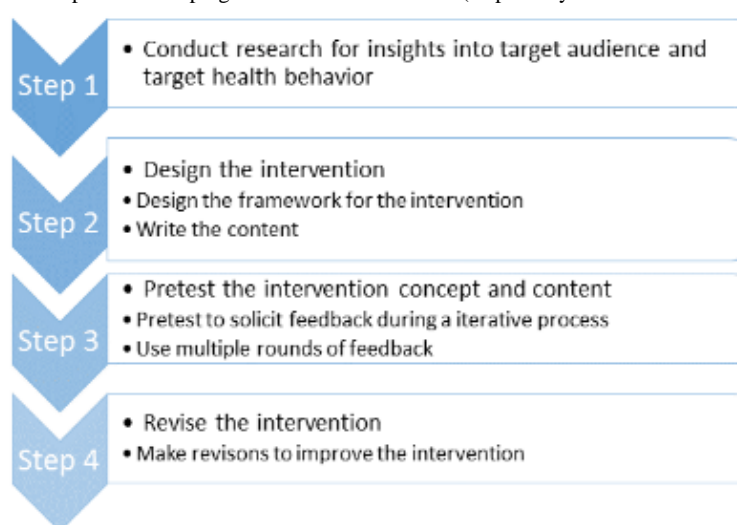 Step 1
• Conduct research for insights into target audience and
target health behavior
Step 2
• Design the intervention
• Design the framework for the intervention
• Write the content
Step 3
• Pretest the intervention concept and content
• Pretest to solicit feedback during a iterative process
• Use multiple rounds of feedback
Step 4
• Revise the intervention
• Make revisons to improve the intervention